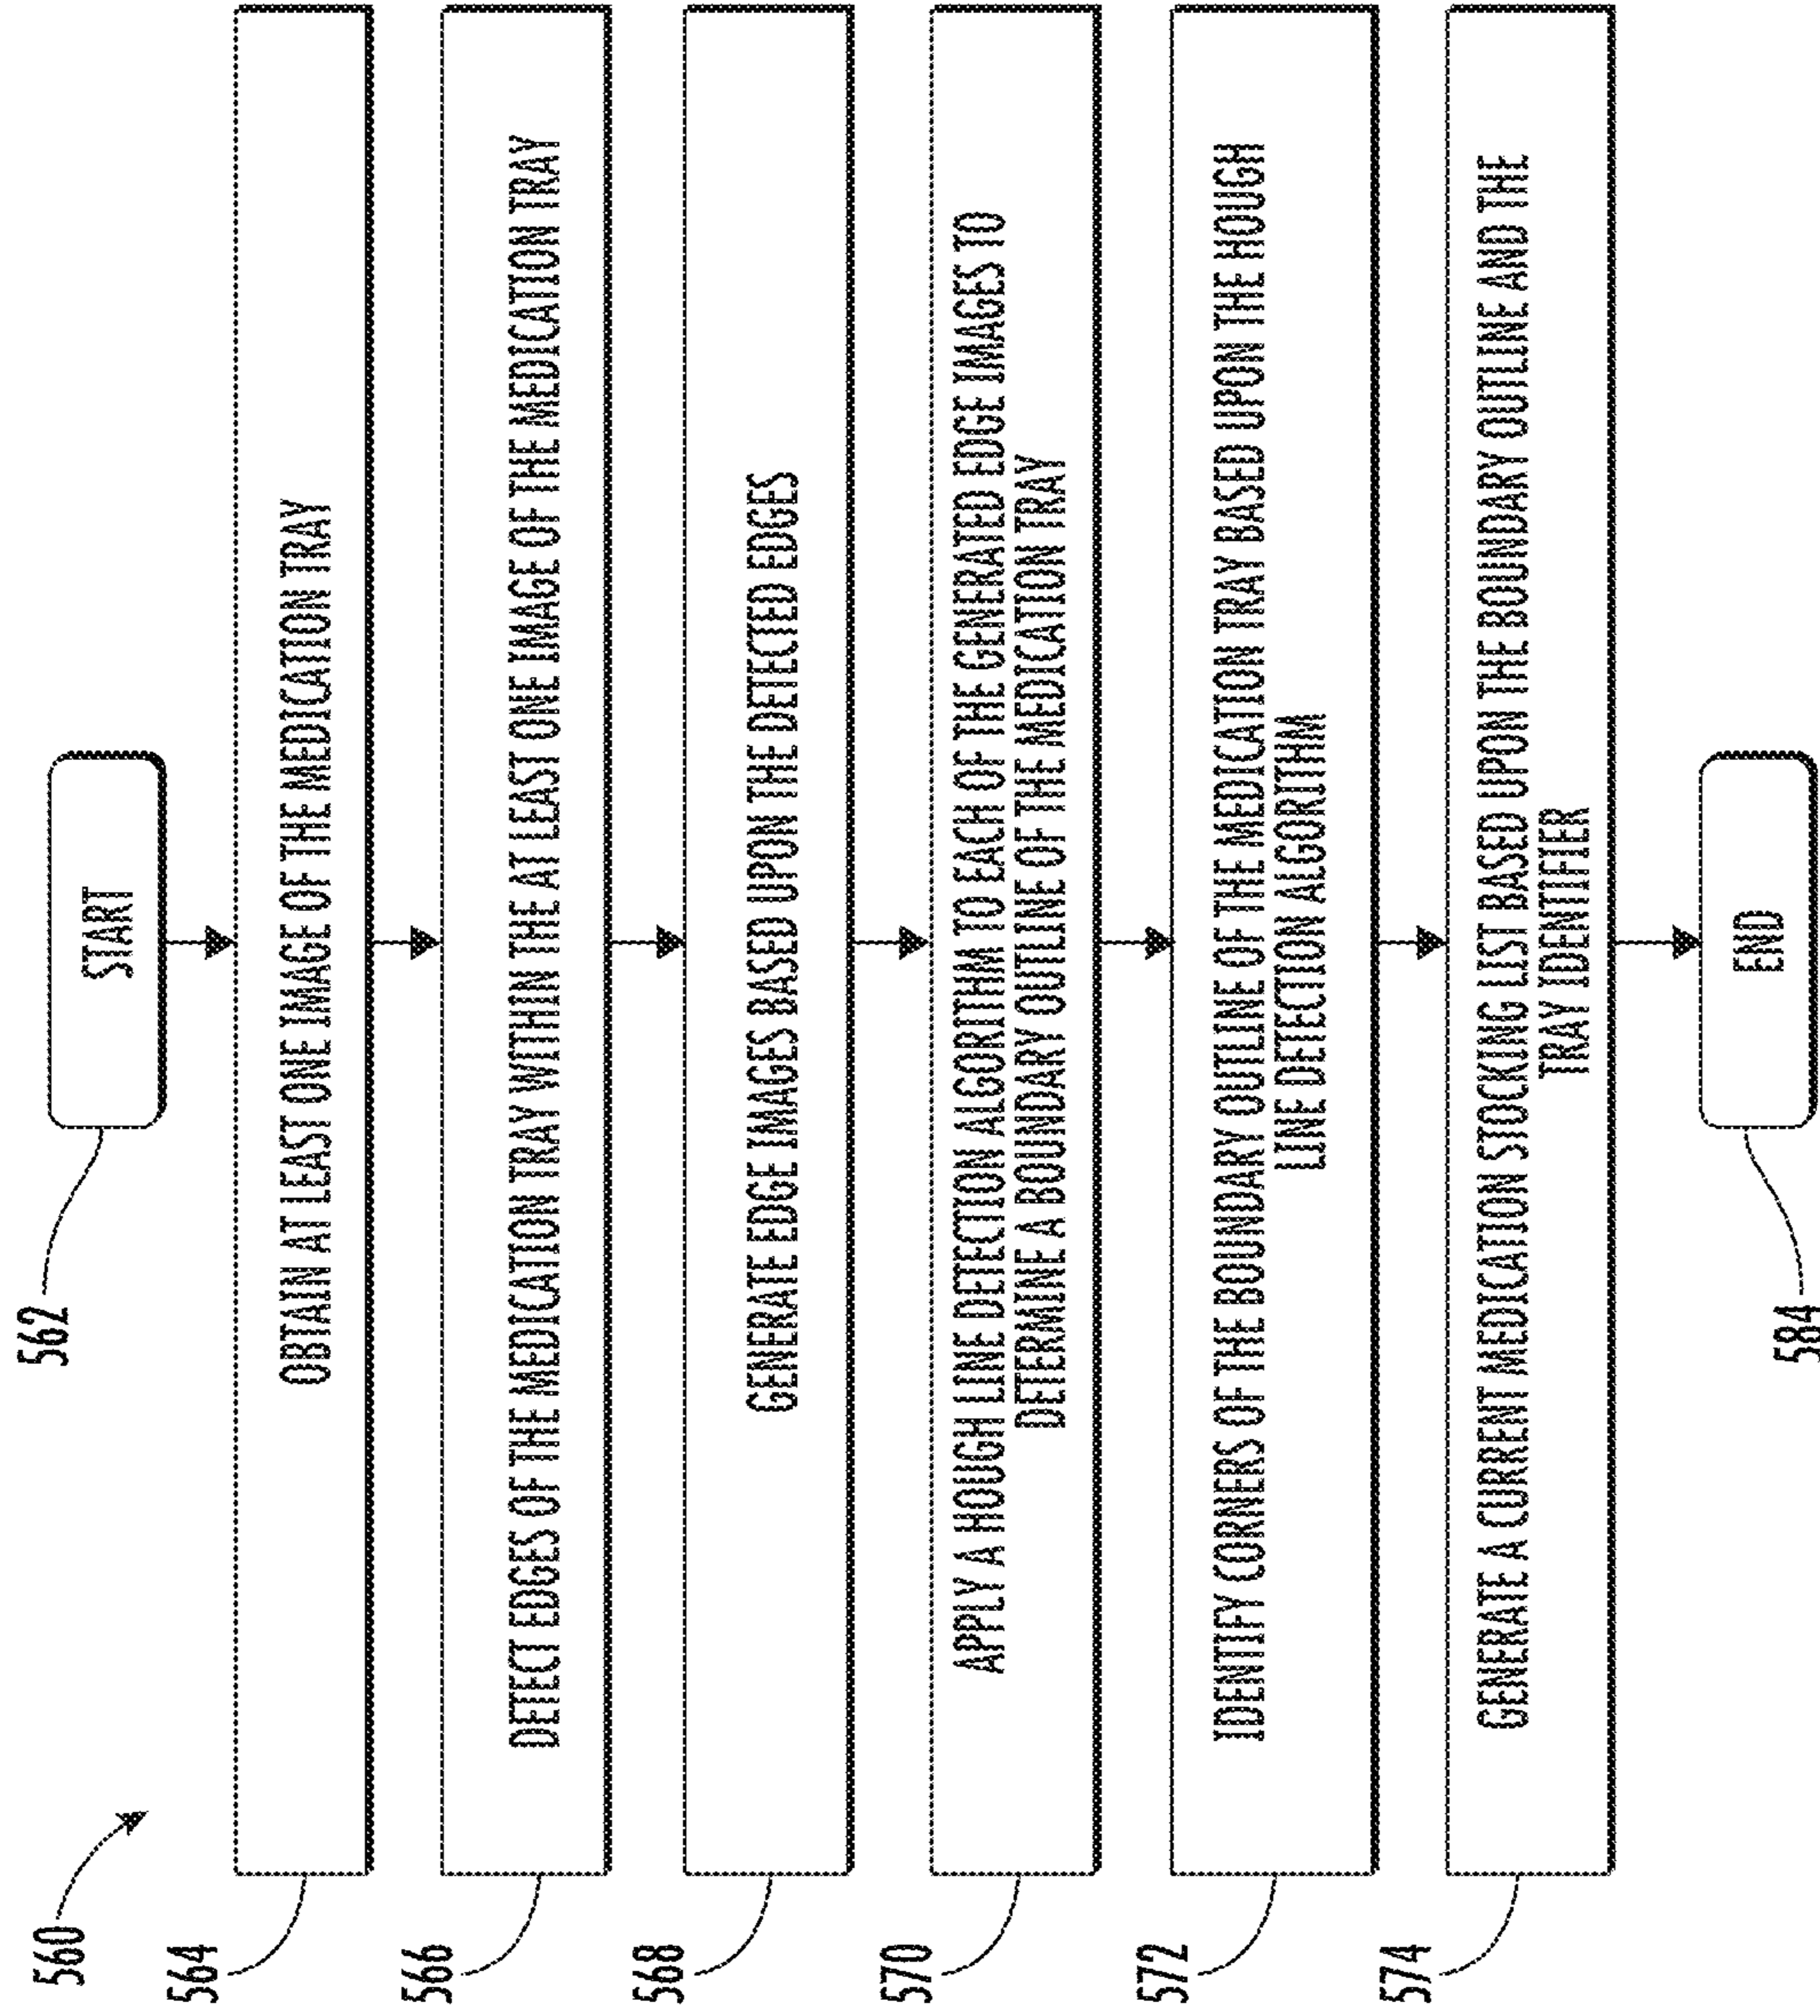 560
START
562
564
OBTAIN AT LEAST ONE IMAGE OF THE MEDICATION TRAY
566
DETECT EDGES OF THE MEDICATION TRAY WITHIN THE AT LEAST ONE IMAGE OF THE MEDICATION TRAY
568
GENERATE EDGE IMAGES BASED UPON THE DETECTED EDGES
570
APPLY A HOUGH LINE DETECTION ALGORITHM TO EACH OF THE GENERATED EDGE IMAGES TO
DETERMINE A BOUNDARY OUTLINE OF THE MEDICATION TRAY
572
IDENTIFY CORNERS OF THE BOUNDARY OUTLINE OF THE MEDICATION TRAY BASED UPON THE HOUGH
LINE DETECTION ALGORITHM
574
GENERATE A CURRENT MEDICATION STOCKING LIST BASED UPON THE BOUNDARY OUTLINE AND THE
TRAY IDENTIFIER
END
584